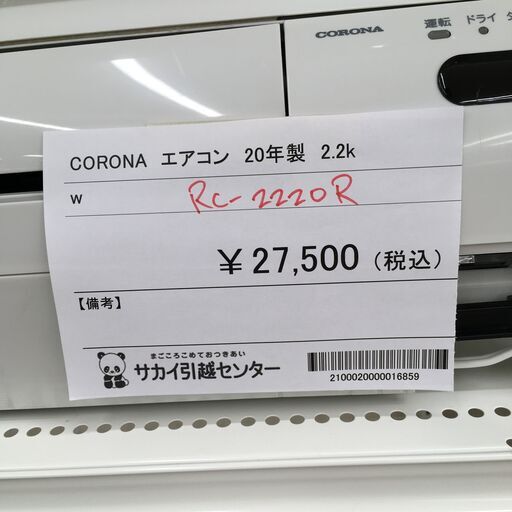 CORONA
運転 ドライ
CORONA エアコン 20年製 2.2k
w
RC-2220R
¥27,500(税込)
【備考】
まごころこめておつきあい
サカイ引越センター
2100020000016859